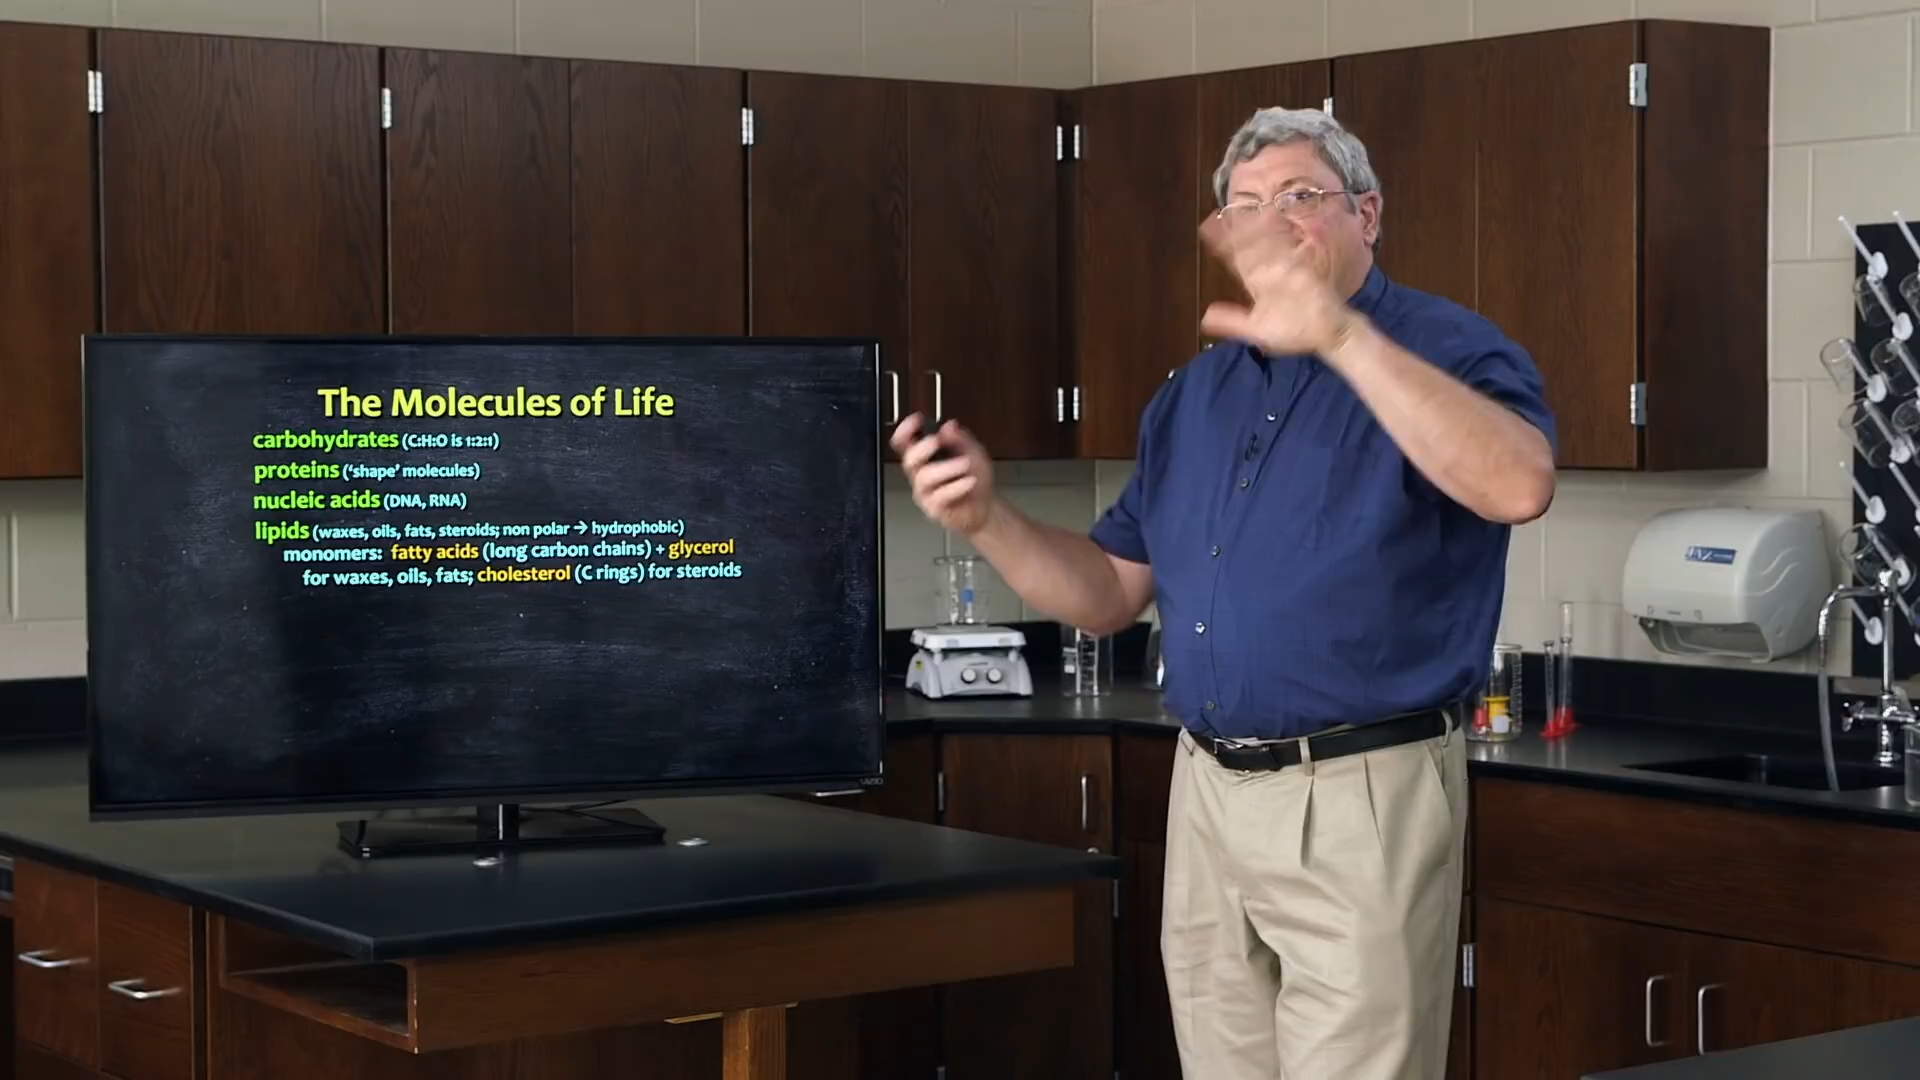 The Molecules of Life
carbohydrates (C:H:O is 1:2:1)
proteins ('shape' molecules)
nucleic acids (DNA, RNA)
lipids (waxes, oils, fats, steroids; non polar → hydrophobic)
monomers: fatty acids (long carbon chains) + glycerol
for waxes, oils, fats; cholesterol (C rings) for steroids
VIZIO